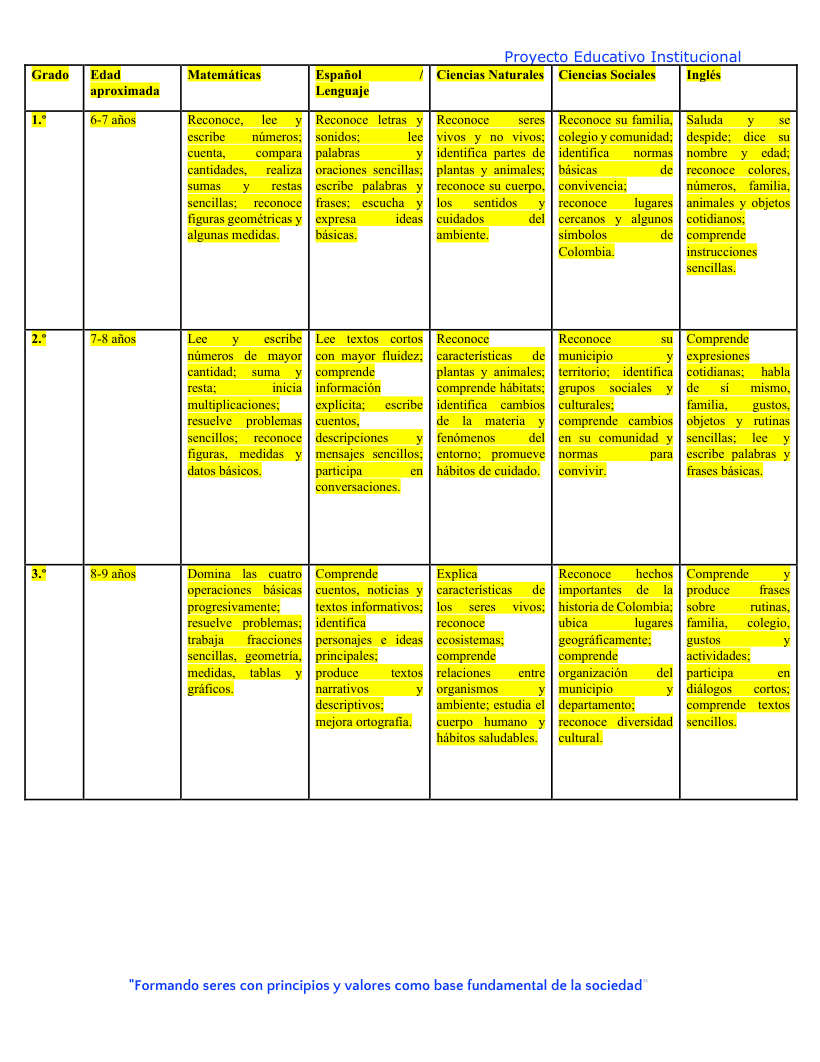 Proyecto Educativo Institucional
Grado
Edad
aproximada
Matemáticas
Español /
Lenguaje
Ciencias Naturales
Ciencias Sociales
Inglés
1.º
6-7 años
Reconoce, lee y
escribe números;
cuenta, compara
cantidades, realiza
sumas y restas
sencillas; reconoce
figuras geométricas y
algunas medidas.
Reconoce letras y
sonidos; lee
palabras y
oraciones sencillas;
escribe palabras y
frases; escucha y
expresa ideas
básicas.
Reconoce seres
vivos y no vivos;
identifica partes de
plantas y animales;
reconoce su cuerpo,
los sentidos y
cuidados del
ambiente.
Reconoce su familia,
colegio y comunidad;
identifica normas
básicas de
convivencia;
reconoce lugares
cercanos y algunos
símbolos de
Colombia.
Saluda y se
despide; dice su
nombre y edad;
reconoce colores,
números, familia,
animales y objetos
cotidianos;
comprende
instrucciones
sencillas.
2.º
7-8 años
Lee y escribe
números de mayor
cantidad; suma y
resta; inicia
multiplicaciones;
resuelve problemas
sencillos; reconoce
figuras, medidas y
datos básicos.
Lee textos cortos
con mayor fluidez;
comprende
información
explícita; escribe
cuentos,
descripciones y
mensajes sencillos;
participa en
conversaciones.
Reconoce
características de
plantas y animales;
comprende hábitats;
identifica cambios
de la materia y
fenómenos del
entorno; promueve
hábitos de cuidado.
Reconoce su
municipio y
territorio; identifica
grupos sociales y
culturales;
comprende cambios
en su comunidad y
normas para
convivir.
Comprende
expresiones
cotidianas; habla
de sí mismo,
familia, gustos,
objetos y rutinas
sencillas; lee y
escribe palabras y
frases básicas.
3.º
8-9 años
Domina las cuatro
operaciones básicas
progresivamente;
resuelve problemas;
trabaja fracciones
sencillas, geometría,
medidas, tablas y
gráficos.
Comprende
cuentos, noticias y
textos informativos;
identifica
personajes e ideas
principales;
produce textos
narrativos y
descriptivos;
mejora ortografía.
Explica
características de
los seres vivos;
reconoce
ecosistemas;
comprende
relaciones entre
organismos y
ambiente; estudia el
cuerpo humano y
hábitos saludables.
Reconoce hechos
importantes de la
historia de Colombia;
ubica lugares
geográficamente;
comprende
organización del
municipio y
departamento;
reconoce diversidad
cultural.
Comprende y
produce frases
sobre rutinas,
familia, colegio,
gustos y
actividades;
participa en
diálogos cortos;
comprende textos
sencillos.
"Formando seres con principios y valores como base fundamental de la sociedad"